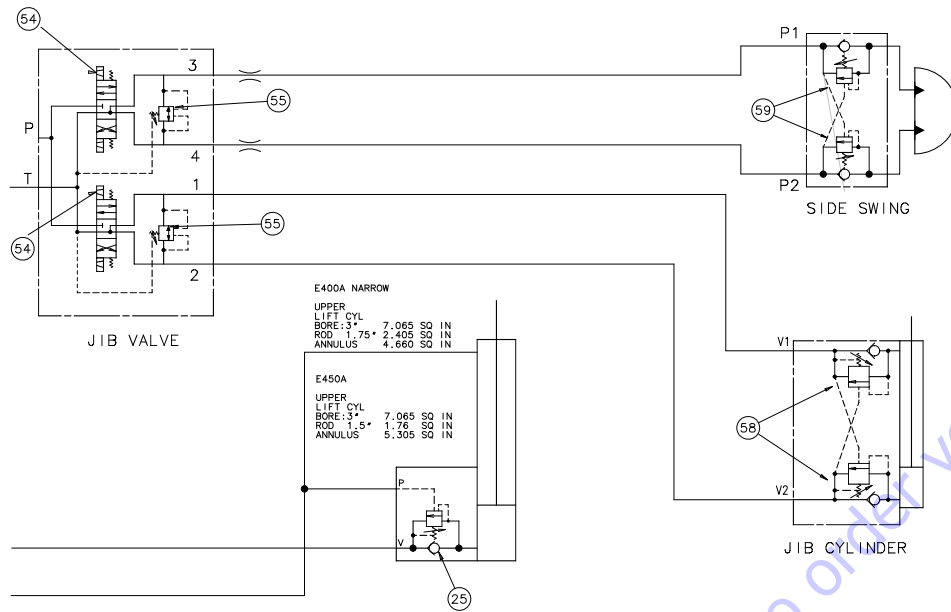 54
P1
3
55
P
59
4
T
1
54
P2
SIDE SWING
55
54
2
E400A NARROW
UPPER
LIFT CYL
BORE:3" 7.065 SQ IN
ROD 1.75" 2.405 SQ IN
ANNULUS 4.660 SQ IN
JIB VALVE
V1
E450A
UPPER
LIFT CYL
BORE:3" 7.065 SQ IN
ROD 1.5" 1.76 SQ IN
ANNULUS 5.305 SQ IN
58
P
V2
V
JIB CYLINDER
25
order